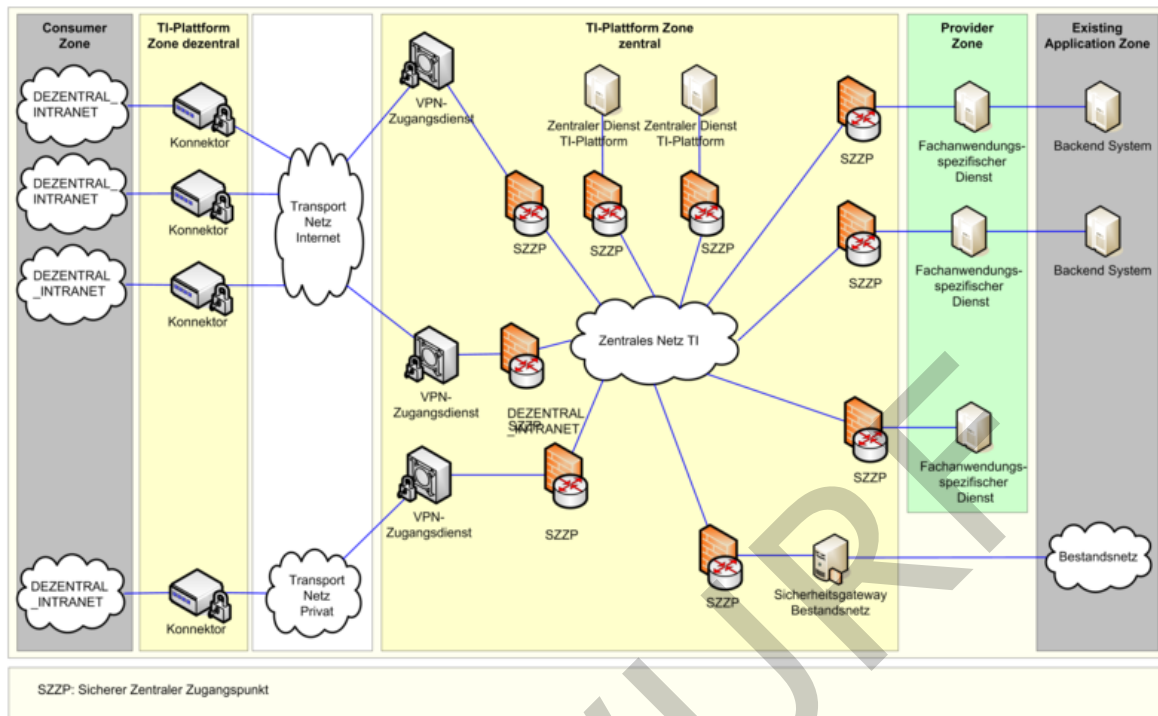 Consumer
Zone
TI-Plattform
Zone dezentral
TI-Plattform Zone
zentral
Provider
Zone
Existing
Application Zone
DEZENTRAL_
INTRANET
Konnektor
DEZENTRAL_
INTRANET
Konnektor
DEZENTRAL
_INTRANET
Konnektor
DEZENTRAL
_INTRANET
Konnektor
Transport
Netz
Internet
Transport
Netz
Privat
VPN-
Zugangsdienst
VPN-
Zugangsdienst
VPN-
Zugangsdienst
Zentraler Dienst
TI-Plattform
Zentraler Dienst
TI-Plattform
SZZP
SZZP
SZZP
SZZP
SZZP
Zentrales Netz TI
DEZENTRAL
_INTRANET
SZZP
SZZP
SZZP
SZZP
Sicherheitsgateway
Bestandsnetz
Fachanwendungs-
spezifischer
Dienst
Fachanwendungs-
spezifischer
Dienst
Fachanwendungs-
spezifischer
Dienst
Backend System
Backend System
Bestandsnetz
SZZP: Sicherer Zentraler Zugangspunkt